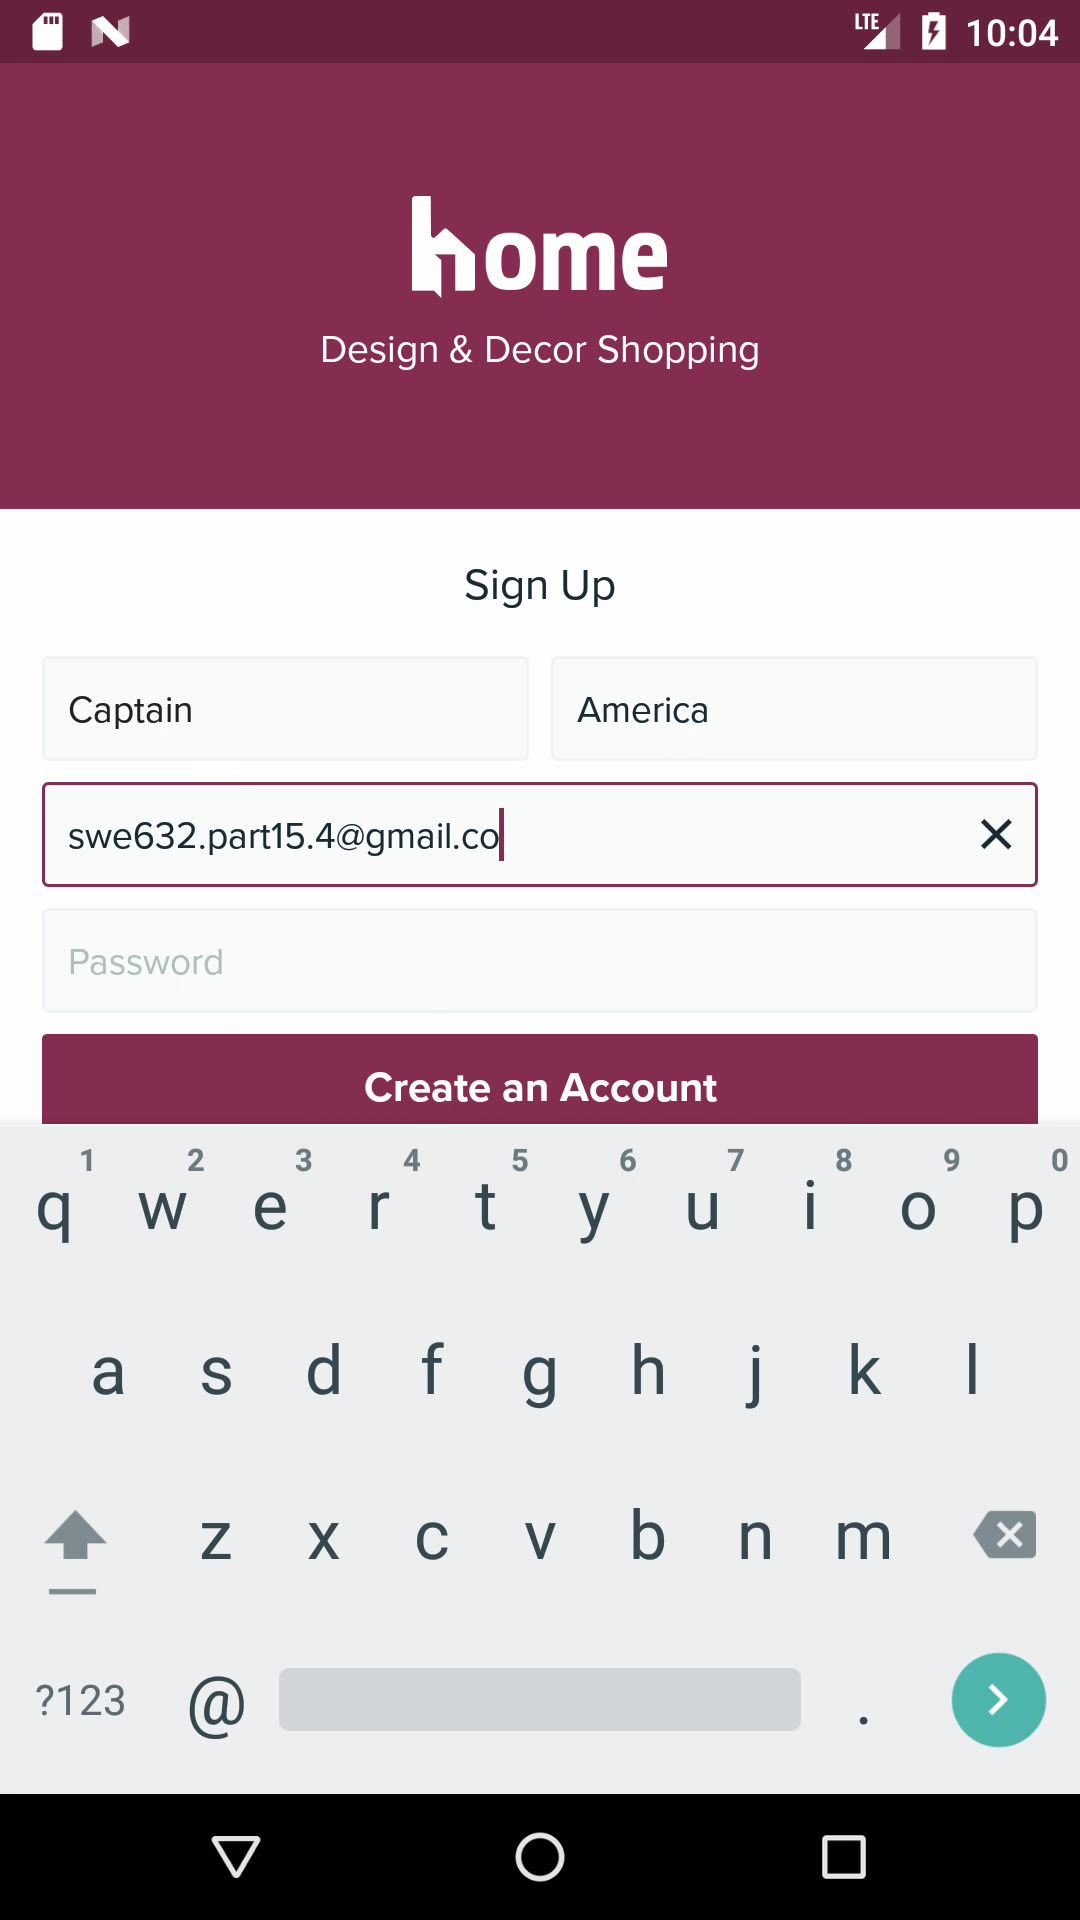 LTE 10:04
home
Design & Decor Shopping
Sign Up
Captain America
swe632.part15.4@gmail.co
Password
Create an Account
1 2 3 4 5 6 7 8 9 0
q w e r t y u i o p
a s d f g h j k l
z x c v b n m
?123 @ .